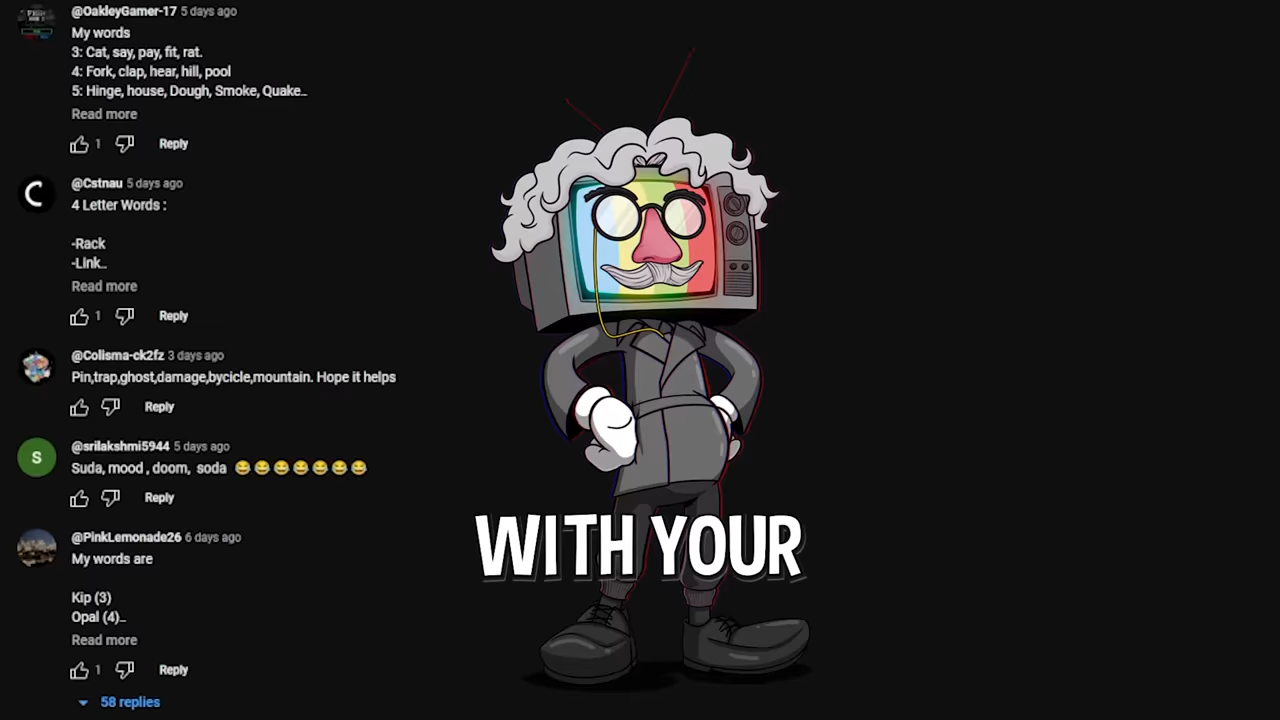 @OakleyGamer-17 5 days ago
My words
3: Cat, say, pay, fit, rat.
4: Fork, clap, hear, hill, pool
5: Hinge, house, Dough, Smoke, Quake...
Read more
1 Reply
C
@Cstnau 5 days ago
4 Letter Words :
-Rack
-Link..
Read more
1 Reply
@Colisma-ck2fz 3 days ago
Pin,trap,ghost,damage,bycicle,mountain. Hope it helps
Reply
S
@srilakshmi5944 5 days ago
Suda, mood , doom, soda 😂😂😂😂😂😂😂
Reply
@PinkLemonade26 6 days ago
My words are
Kip (3)
Opal (4)...
Read more
1 Reply
58 replies
WITH YOUR